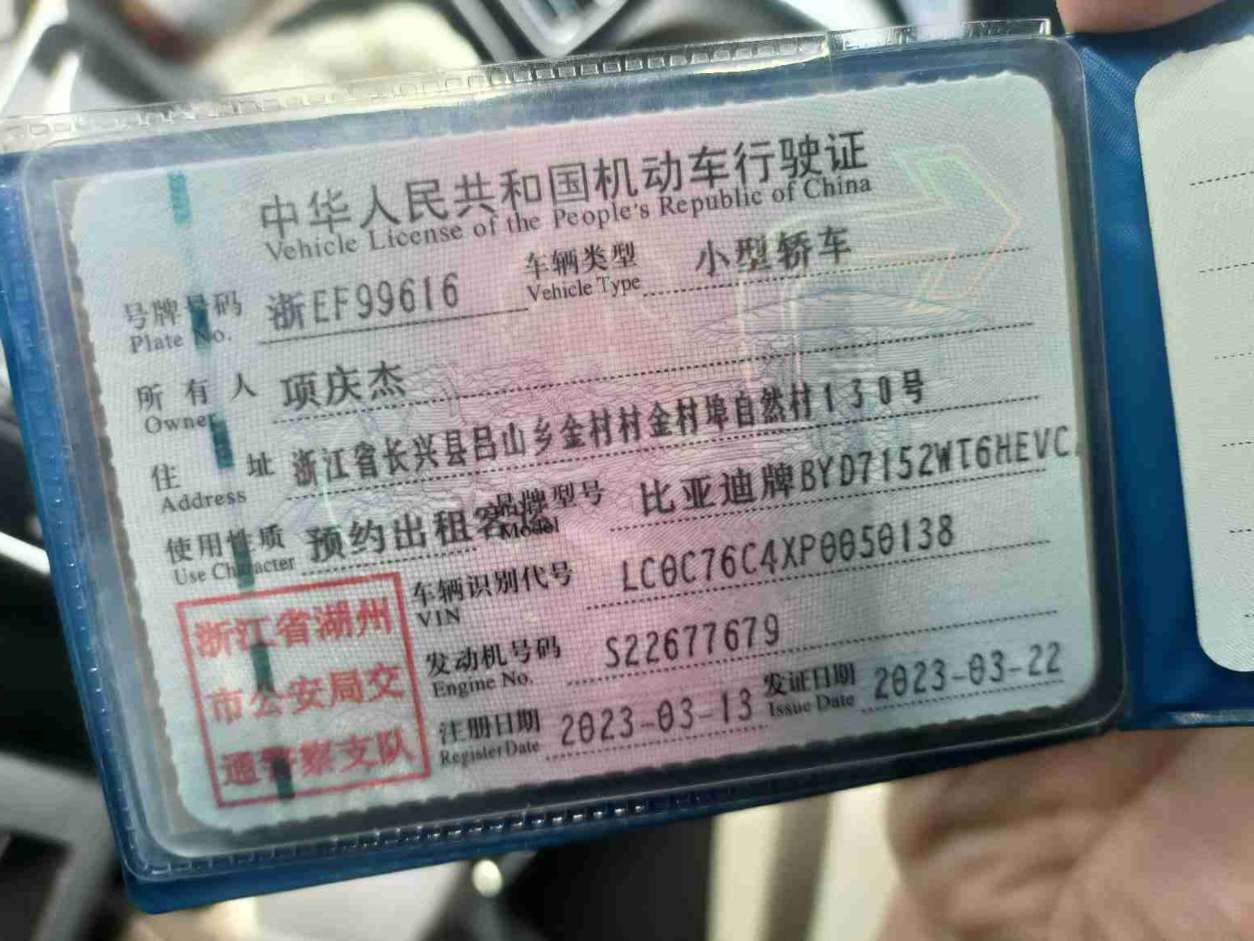 中华人民共和国机动车行驶证
Vehicle License of the People's Republic of China
号牌号码 浙EF99616 车辆类型 小型轿车
Plate No. Vehicle Type
所有人 项庆杰
Owner
住址 浙江省长兴县吕山乡金村村金村埠自然村130号
Address
使用性质 预约出租客运 品牌型号 比亚迪牌BYD7152WT6HEVC
Use Character Model
车辆识别代号 LC0C76C4XP0050138
VIN
发动机号码 S22677679
Engine No.
注册日期 2023-03-13 发证日期 2023-03-22
Register Date Issue Date
浙江省湖州
市公安局交
通警察支队